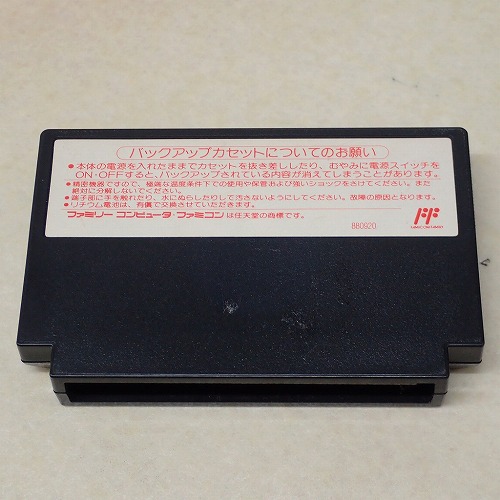 バックアップカセットについてのお願い
●本体の電源を入れたままでカセットを抜き差ししたり、むやみに電源スイッチを
ON・OFFすると、バックアップされている内容が消えてしまうことがあります。
●精密機器ですので、極端な温度条件下での使用や保管および強いショックをさけてください。また
絶対に分解しないでください。
●端子部に手を触れたり、水にぬらしたりして汚さないようにしてください。故障の原因となります。
●リチウム電池は、有償で交換させていただきます。
ファミリーコンピュータ・ファミコンは任天堂の商標です。
880920
FF
FAMICOM FAMILY